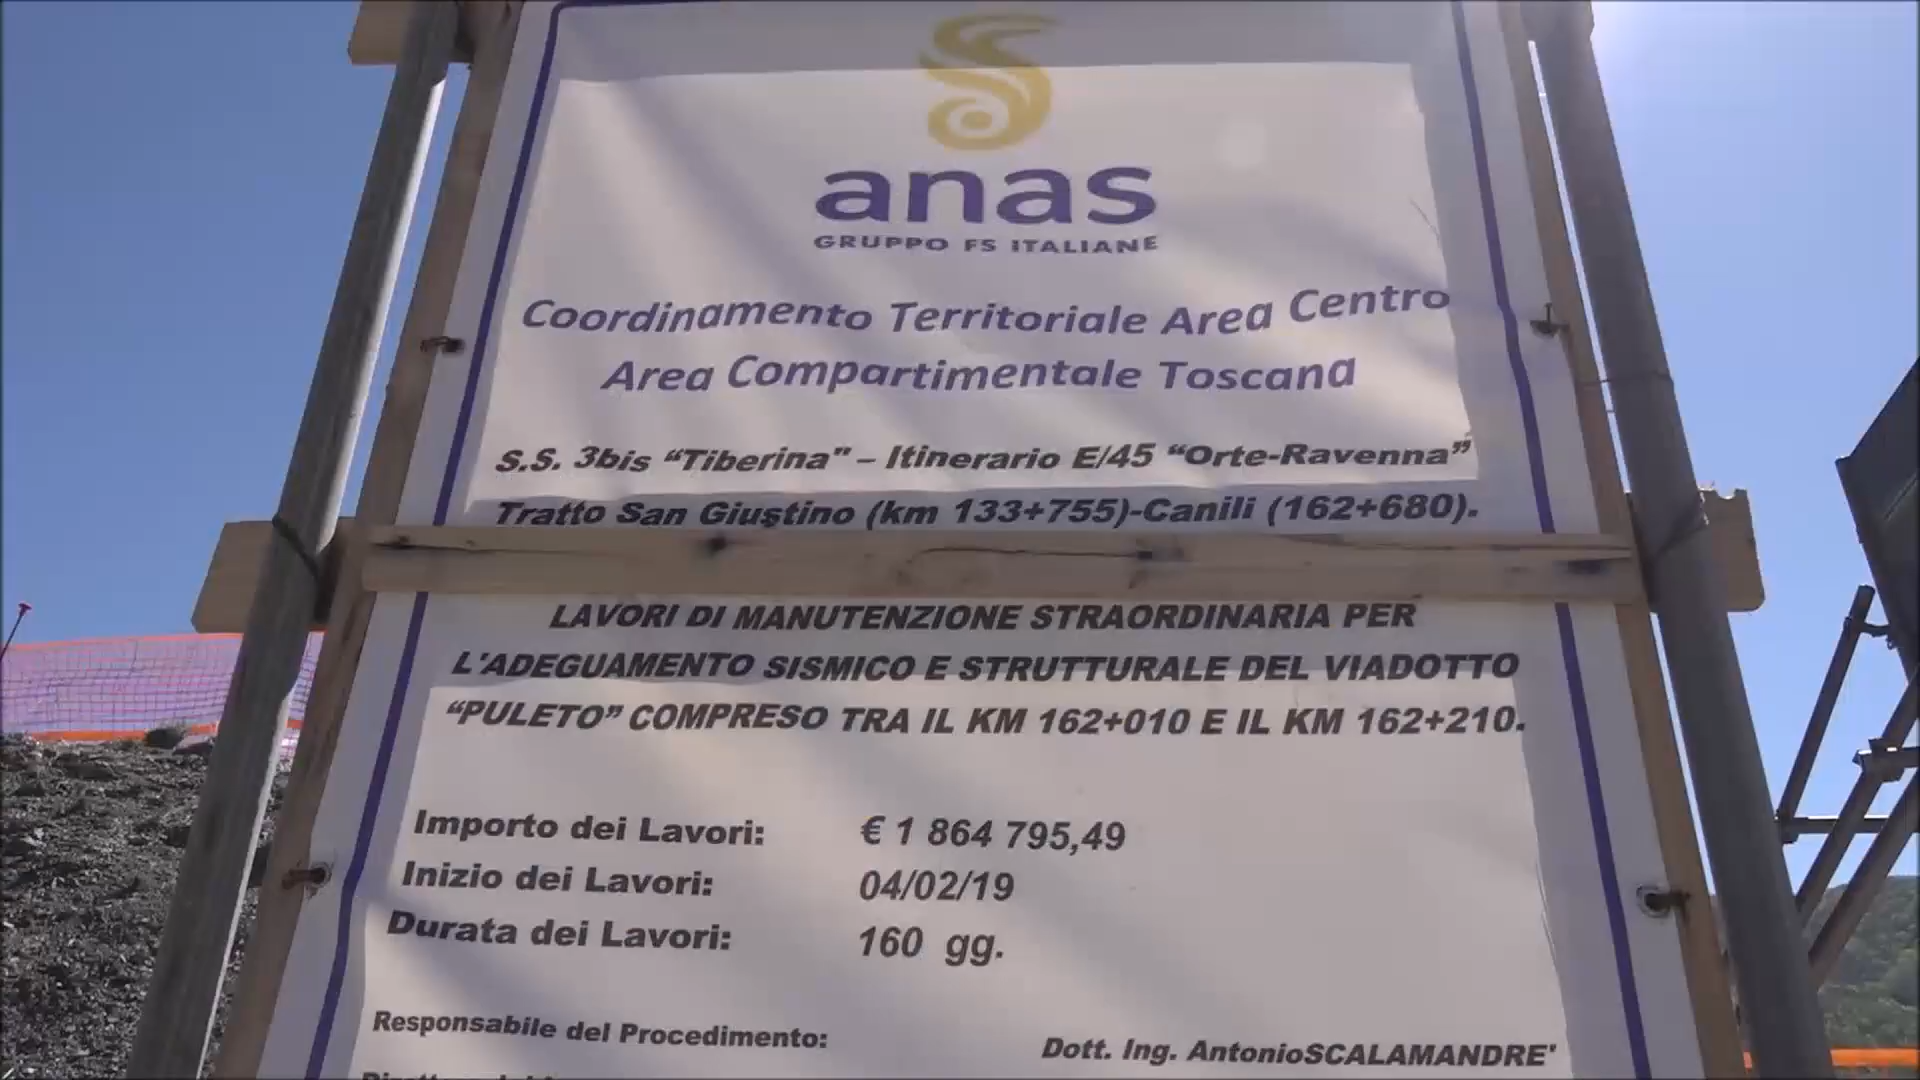 anas
GRUPPO FS ITALIANE
Coordinamento Territoriale Area Centro
Area Compartimentale Toscana
S.S. 3bis “Tiberina" – Itinerario E/45 “Orte-Ravenna”
Tratto San Giustino (km 133+755)-Canili (162+680).
LAVORI DI MANUTENZIONE STRAORDINARIA PER
L'ADEGUAMENTO SISMICO E STRUTTURALE DEL VIADOTTO
“PULETO” COMPRESO TRA IL KM 162+010 E IL KM 162+210.
Importo dei Lavori: € 1 864 795,49
Inizio dei Lavori: 04/02/19
Durata dei Lavori: 160 gg.
Responsabile del Procedimento: Dott. Ing. AntonioSCALAMANDRE'